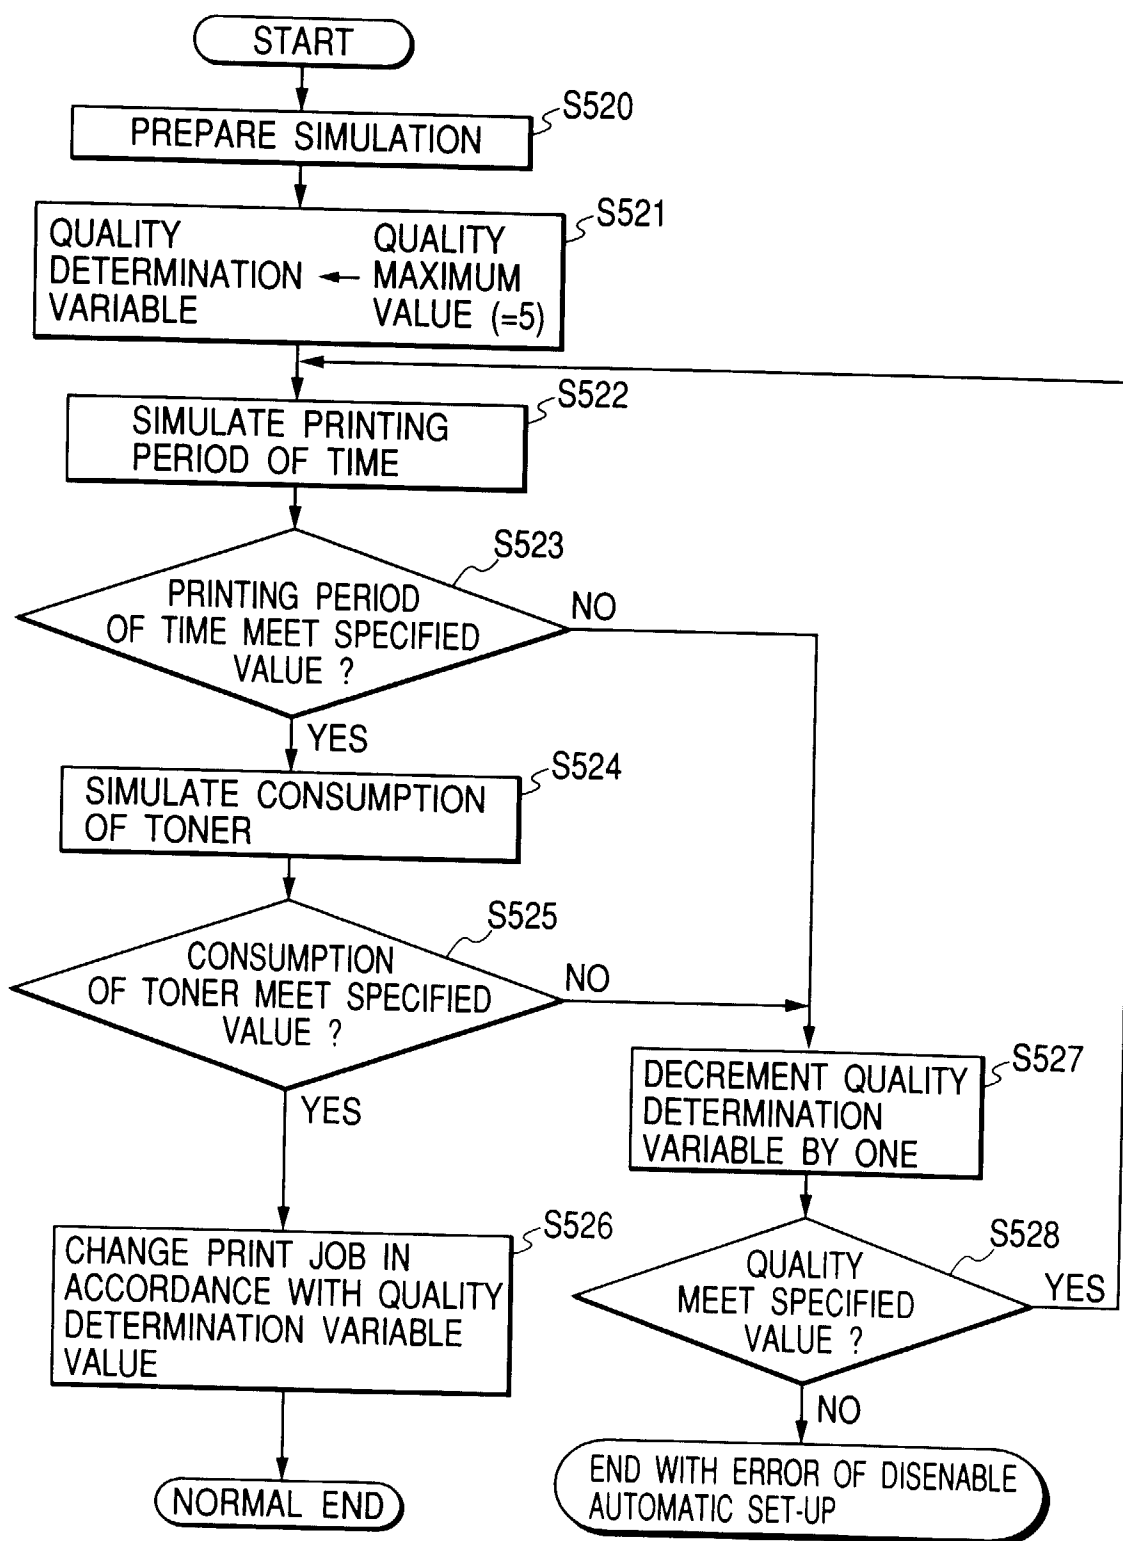 START
S520
PREPARE SIMULATION
S521
QUALITY
DETERMINATION
VARIABLE
QUALITY
MAXIMUM
VALUE (=5)
S522
SIMULATE PRINTING
PERIOD OF TIME
S523
PRINTING PERIOD
OF TIME MEET SPECIFIED
VALUE ?
NO
YES
S524
SIMULATE CONSUMPTION
OF TONER
S525
CONSUMPTION
OF TONER MEET SPECIFIED
VALUE ?
NO
YES
S527
DECREMENT QUALITY
DETERMINATION
VARIABLE BY ONE
S526
CHANGE PRINT JOB IN
ACCORDANCE WITH QUALITY
DETERMINATION VARIABLE
VALUE
S528
QUALITY
MEET SPECIFIED
VALUE ?
YES
NO
NORMAL END
END WITH ERROR OF DISENABLE
AUTOMATIC SET-UP